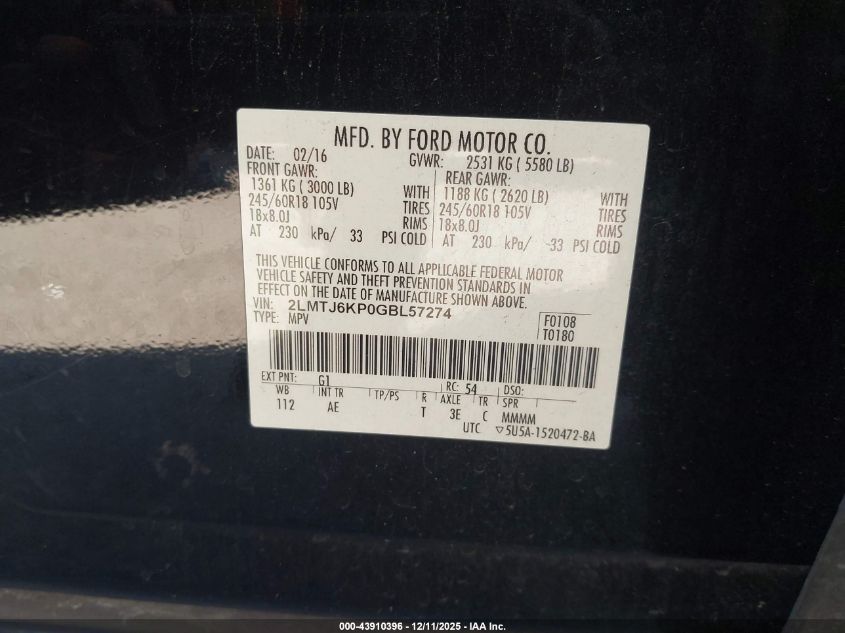 MFD. BY FORD MOTOR CO.
DATE: 02/16 GVWR: 2531 KG ( 5580 LB)
FRONT GAWR: REAR GAWR:
1361 KG ( 3000 LB) WITH 1188 KG ( 2620 LB) WITH
245/60R18 105V TIRES 245/60R18 105V TIRES
18x8.0J RIMS 18x8.0J RIMS
AT 230 kPa/ 33 PSI COLD AT 230 kPa/ 33 PSI COLD
THIS VEHICLE CONFORMS TO ALL APPLICABLE FEDERAL MOTOR
VEHICLE SAFETY AND THEFT PREVENTION STANDARDS IN
EFFECT ON THE DATE OF MANUFACTURE SHOWN ABOVE.
VIN: 2LMTJ6KP0GBL57274
TYPE: MPV
F0108
T0180
EXT PNT: G1 RC: 54 DSO:
WB INT TR TP/PS R AXLE TR SPR
112 AE T 3E C MMMM
UTC ▽5U5A-1520472-BA
000-43910396 - 12/11/2025 - IAA Inc.